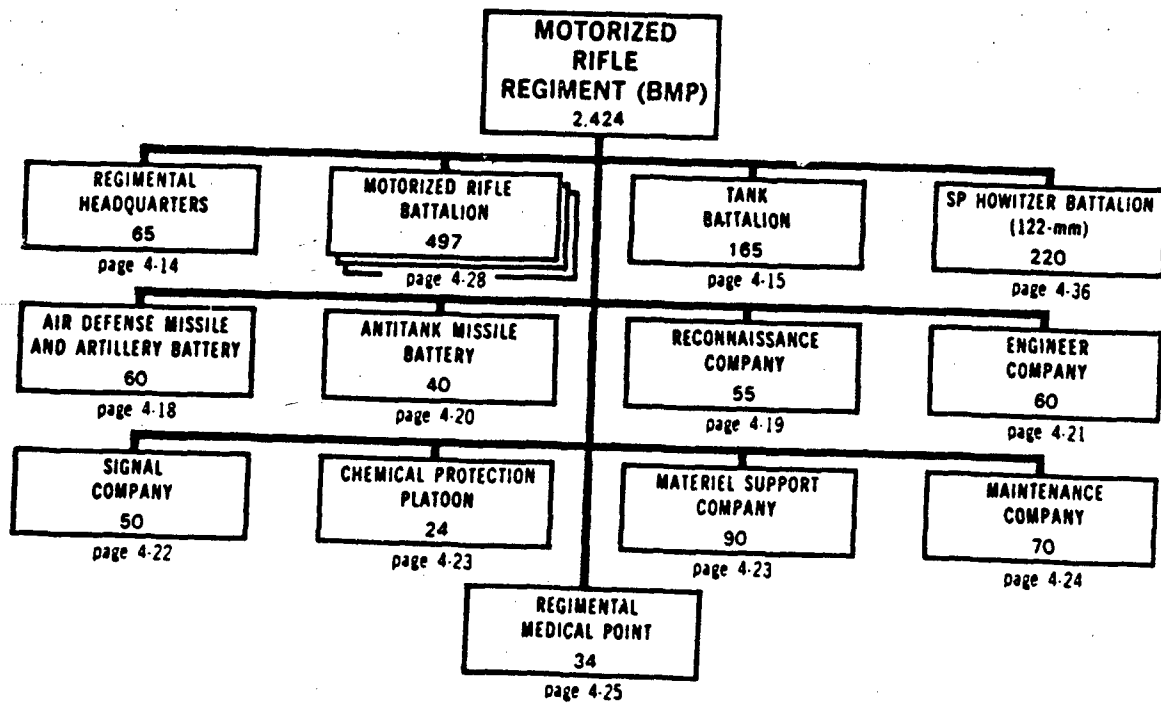 MOTORIZED
RIFLE
REGIMENT (BMP)
2.424
REGIMENTAL
HEADQUARTERS
65
page 4-14
MOTORIZED RIFLE
BATTALION
497
page 4-28
TANK
BATTALION
165
page 4-15
SP HOWITZER BATTALION
(122-mm)
220
page 4-36
AIR DEFENSE MISSILE
AND ARTILLERY BATTERY
60
page 4-18
ANTITANK MISSILE
BATTERY
40
page 4-20
RECONNAISSANCE
COMPANY
55
page 4-19
ENGINEER
COMPANY
60
page 4-21
SIGNAL
COMPANY
50
page 4-22
CHEMICAL PROTECTION
PLATOON
24
page 4-23
MATERIEL SUPPORT
COMPANY
90
page 4-23
MAINTENANCE
COMPANY
70
page 4-24
REGIMENTAL
MEDICAL POINT
34
page 4-25